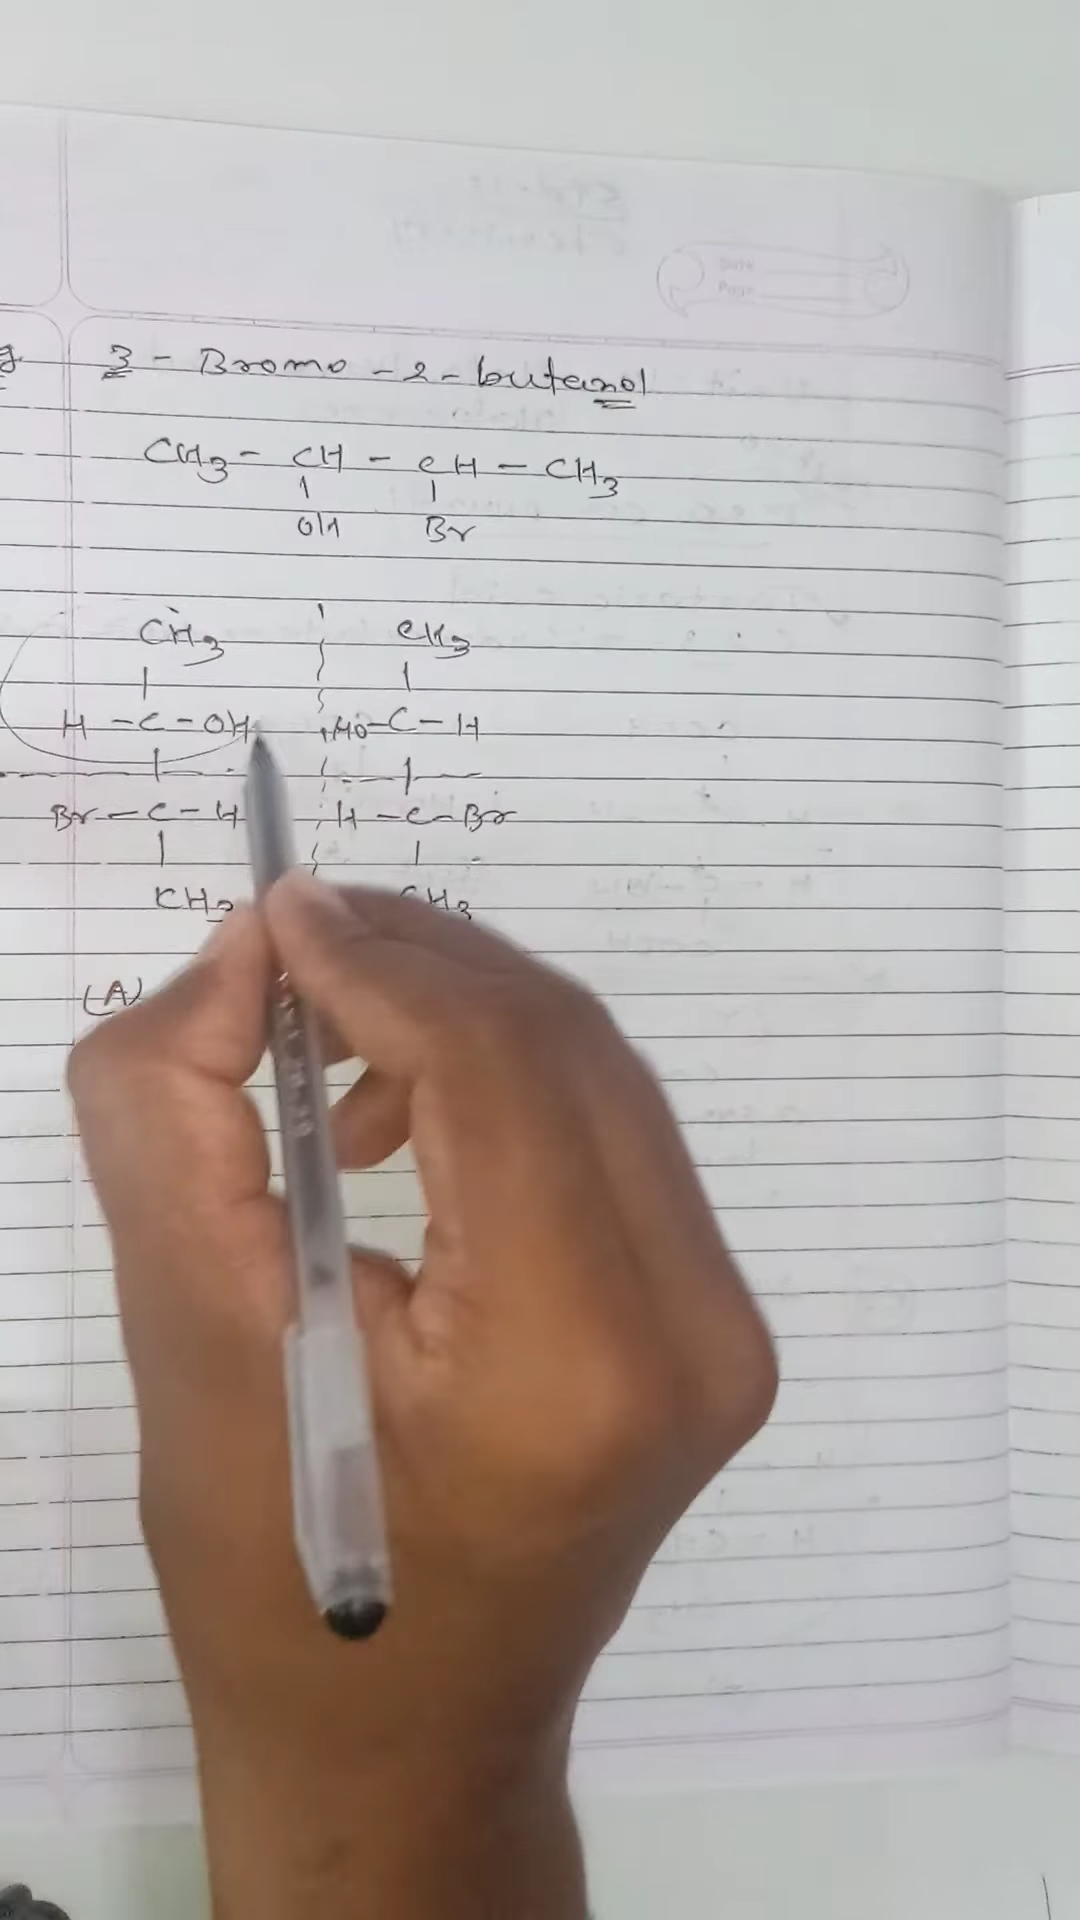 3 - Bromo - 2 - butanol
CH3 - CH - CH - CH3
OH Br
CH3 CH3
H - C - OH HO - C - H
Br - C - H H - C - Br
CH3 CH3
(A)